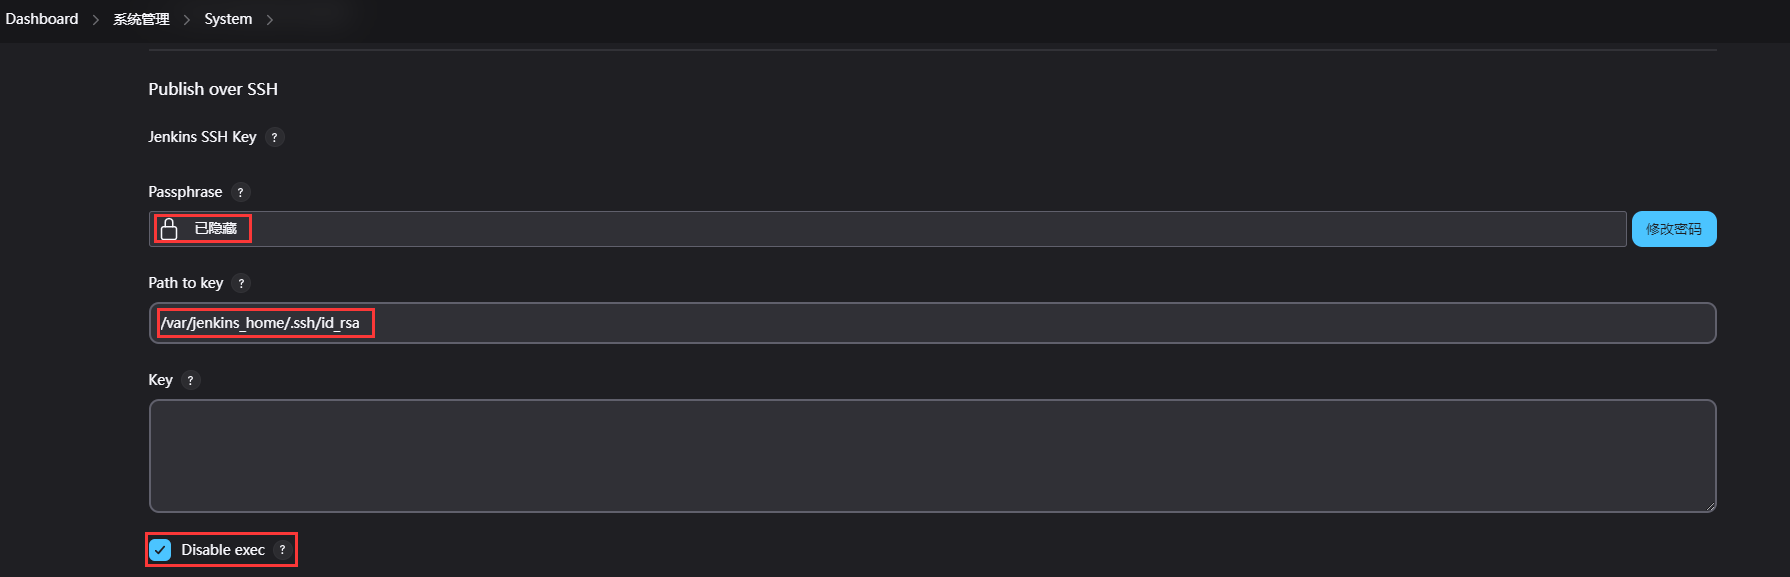 Dashboard > 系统管理 > System >
Publish over SSH
Jenkins SSH Key ?
Passphrase ?
已隐藏
修改密码
Path to key ?
/var/jenkins_home/.ssh/id_rsa
Key ?
Disable exec ?